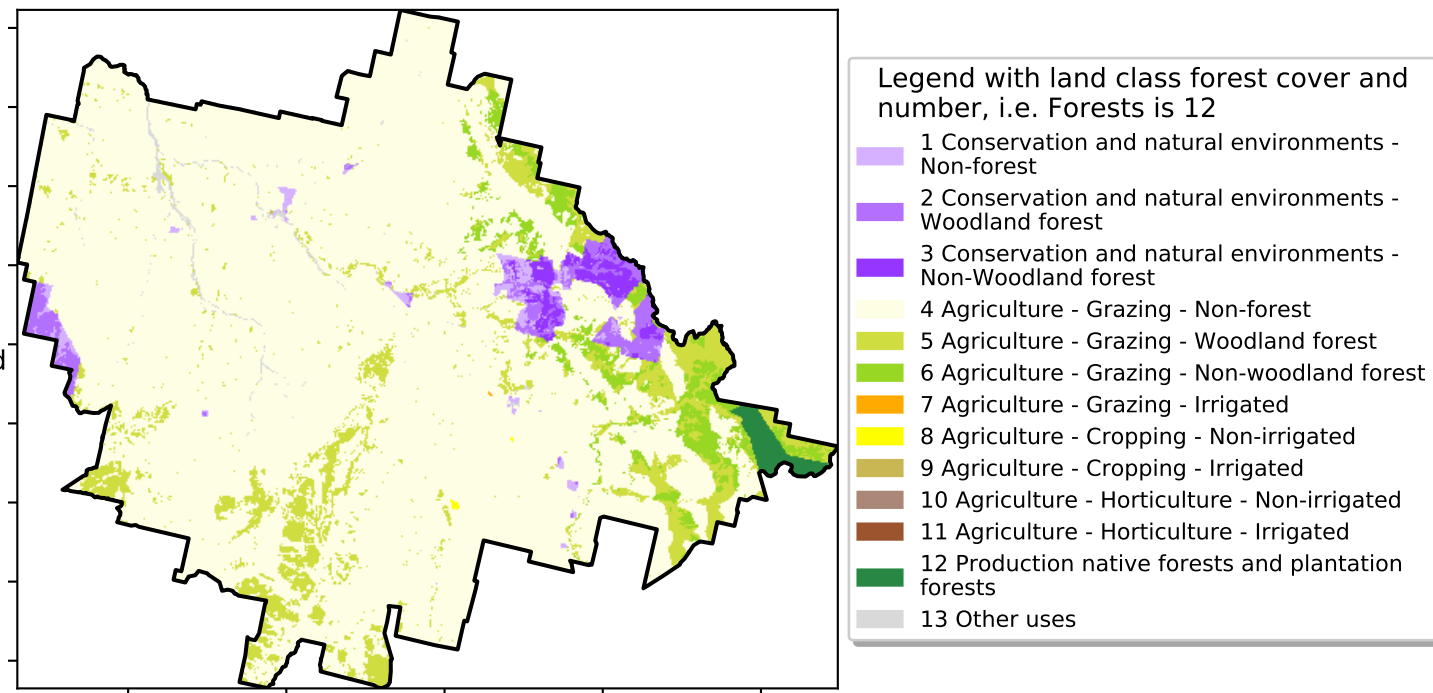 Legend with land class forest cover and
number, i.e. Forests is 12
1 Conservation and natural environments -
Non-forest
2 Conservation and natural environments -
Woodland forest
3 Conservation and natural environments -
Non-Woodland forest
4 Agriculture - Grazing - Non-forest
5 Agriculture - Grazing - Woodland forest
6 Agriculture - Grazing - Non-woodland forest
7 Agriculture - Grazing - Irrigated
8 Agriculture - Cropping - Non-irrigated
9 Agriculture - Cropping - Irrigated
10 Agriculture - Horticulture - Non-irrigated
11 Agriculture - Horticulture - Irrigated
12 Production native forests and plantation
forests
13 Other uses